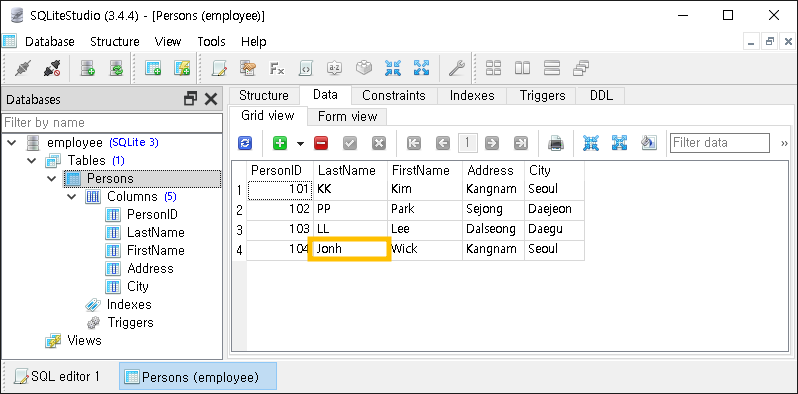 SQLiteStudio (3.4.4) - [Persons (employee)]
Database Structure View Tools Help
Databases
Filter by name
employee (SQLite 3)
Tables (1)
Persons
Columns (5)
PersonID
LastName
FirstName
Address
City
Indexes
Triggers
Views
Structure Data Constraints Indexes Triggers DDL
Grid view Form view
1 Filter data »
PersonID LastName FirstName Address City
1 101 KK Kim Kangnam Seoul
2 102 PP Park Sejong Daejeon
3 103 LL Lee Dalseong Daegu
4 104 Jonh Wick Kangnam Seoul
SQL editor 1 Persons (employee)